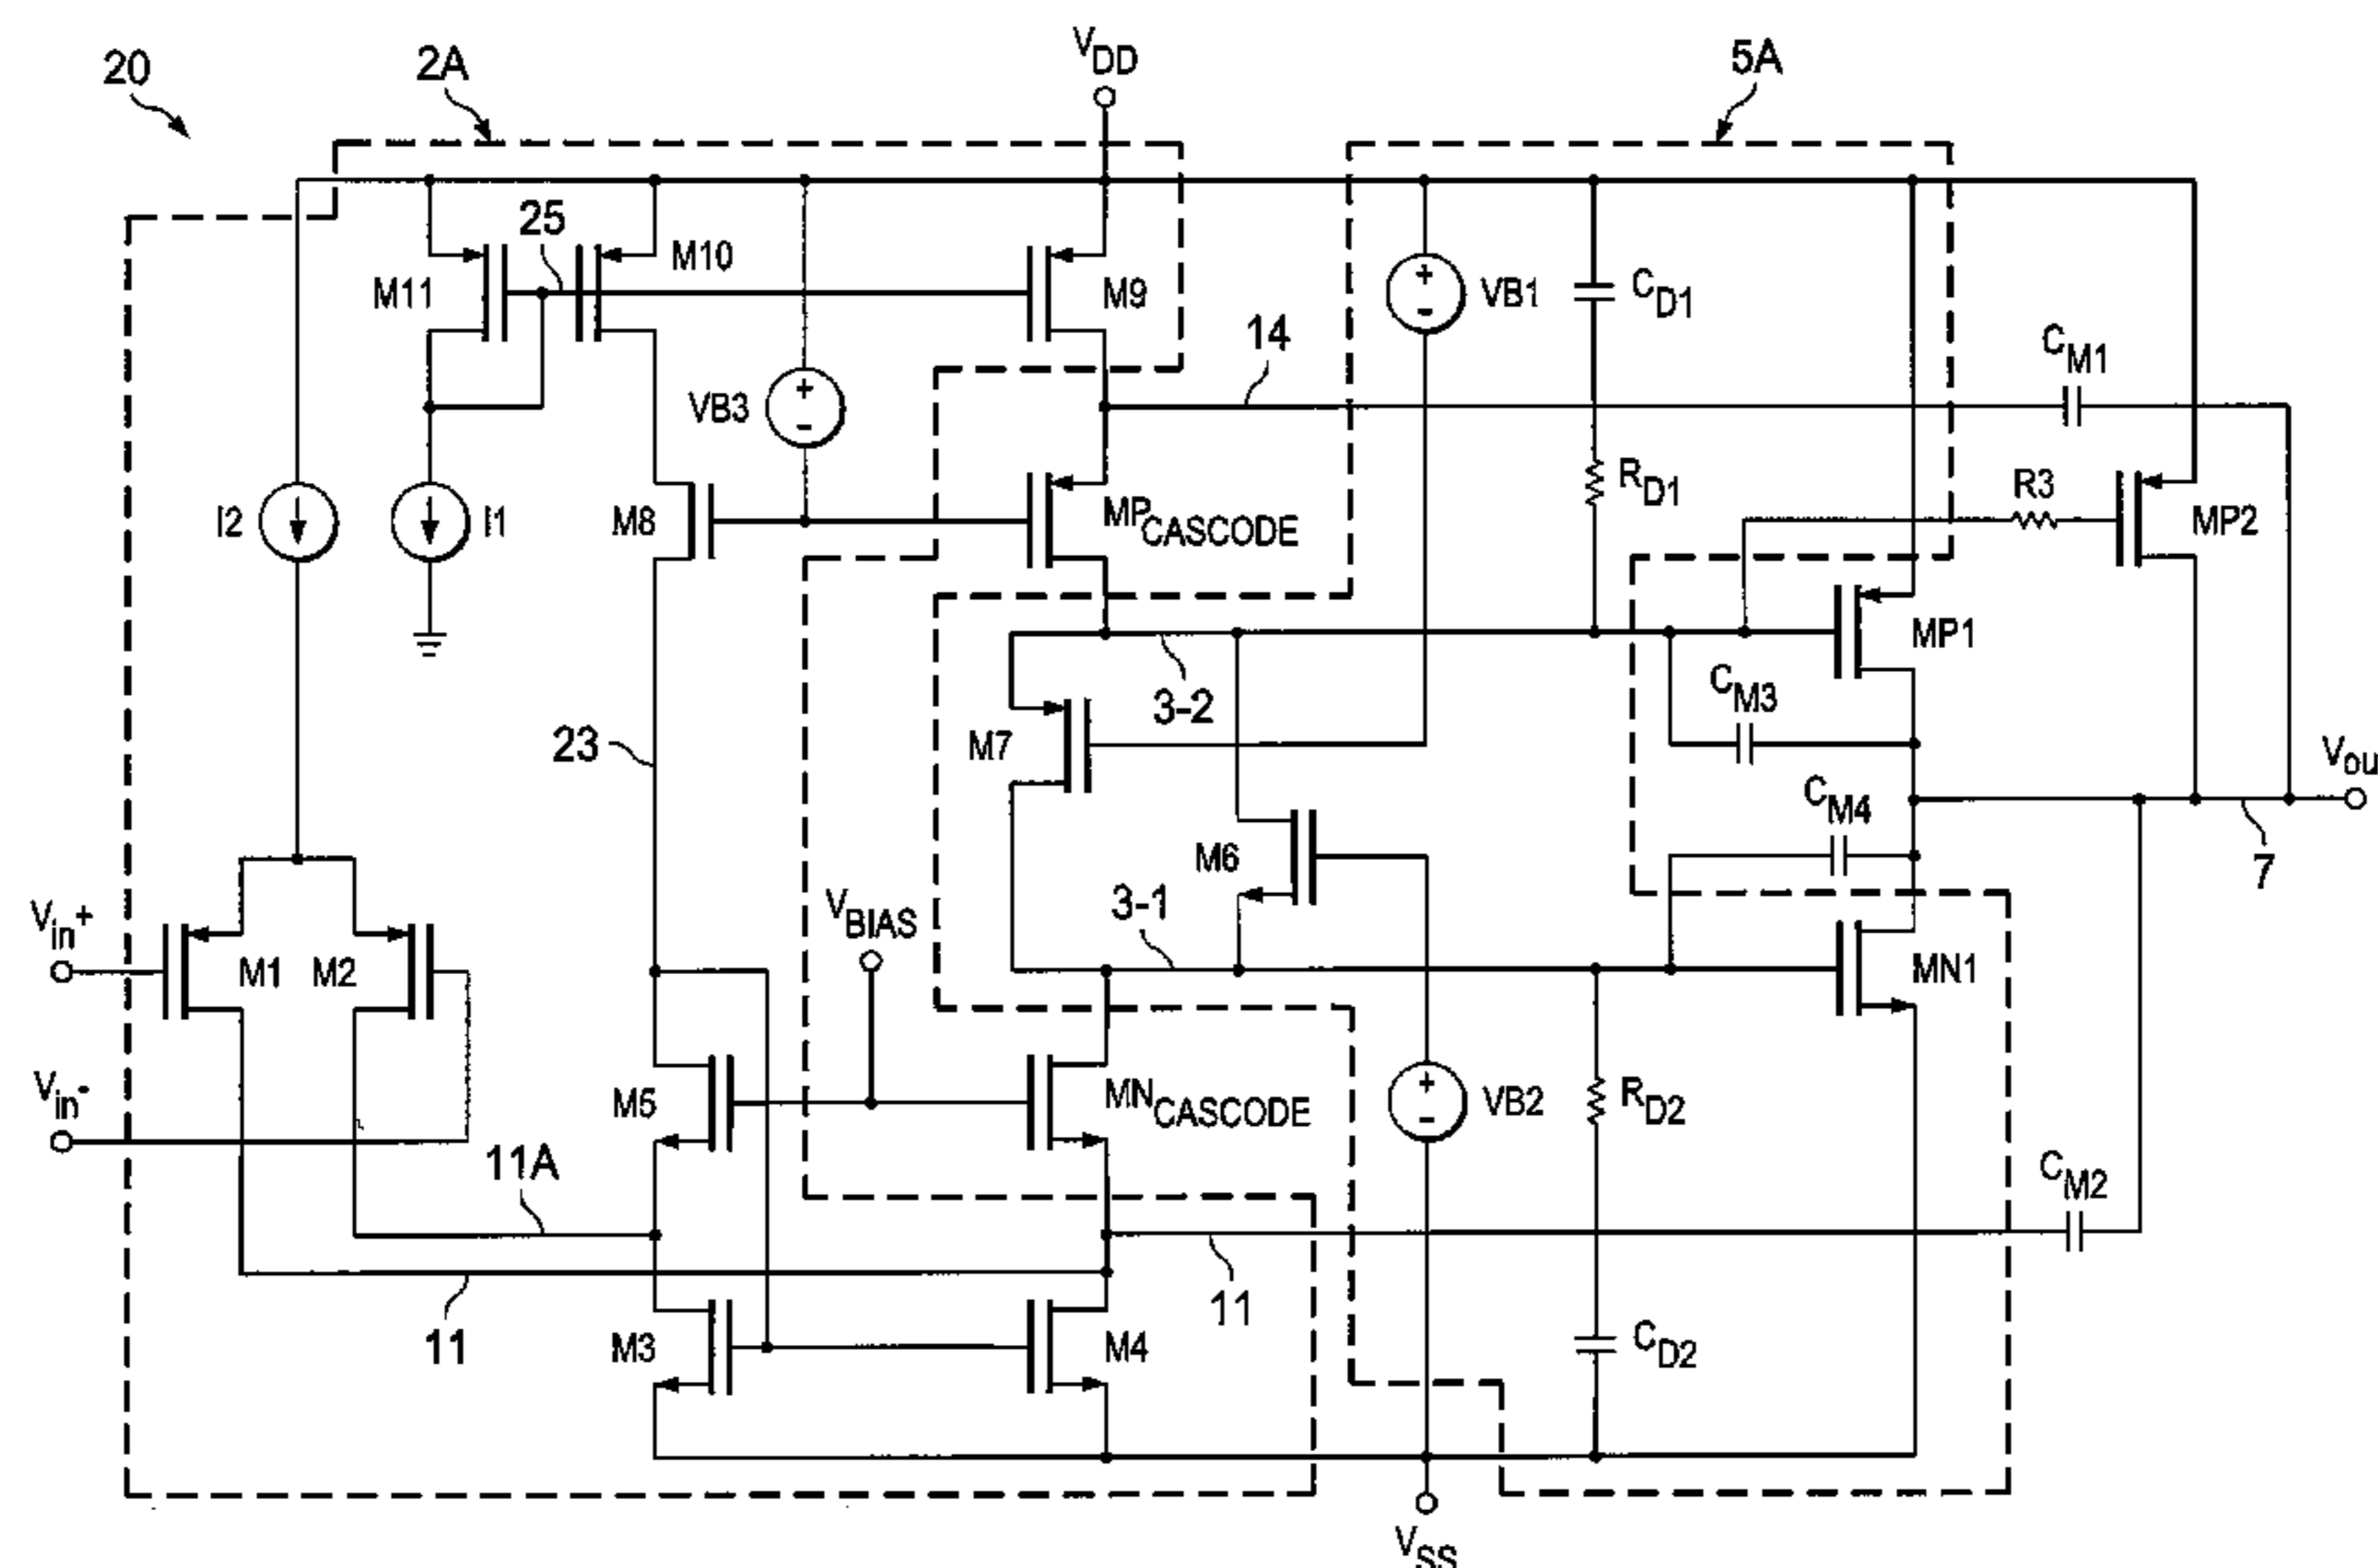 20
2A
VDD
5A
25
M11
M10
M9
VB1
CD1
14
CM1
VB3
I2
I1
M8
MPCASCODE
RD1
R3
MP2
MP1
3-2
CM3
23
M7
Vou
CM4
M6
7
Vin+
M1
M2
VBIAS
3-1
MN1
Vin-
M5
MNCASCODE
VB2
RD2
11A
CM2
11
11
M3
M4
CD2
VSS